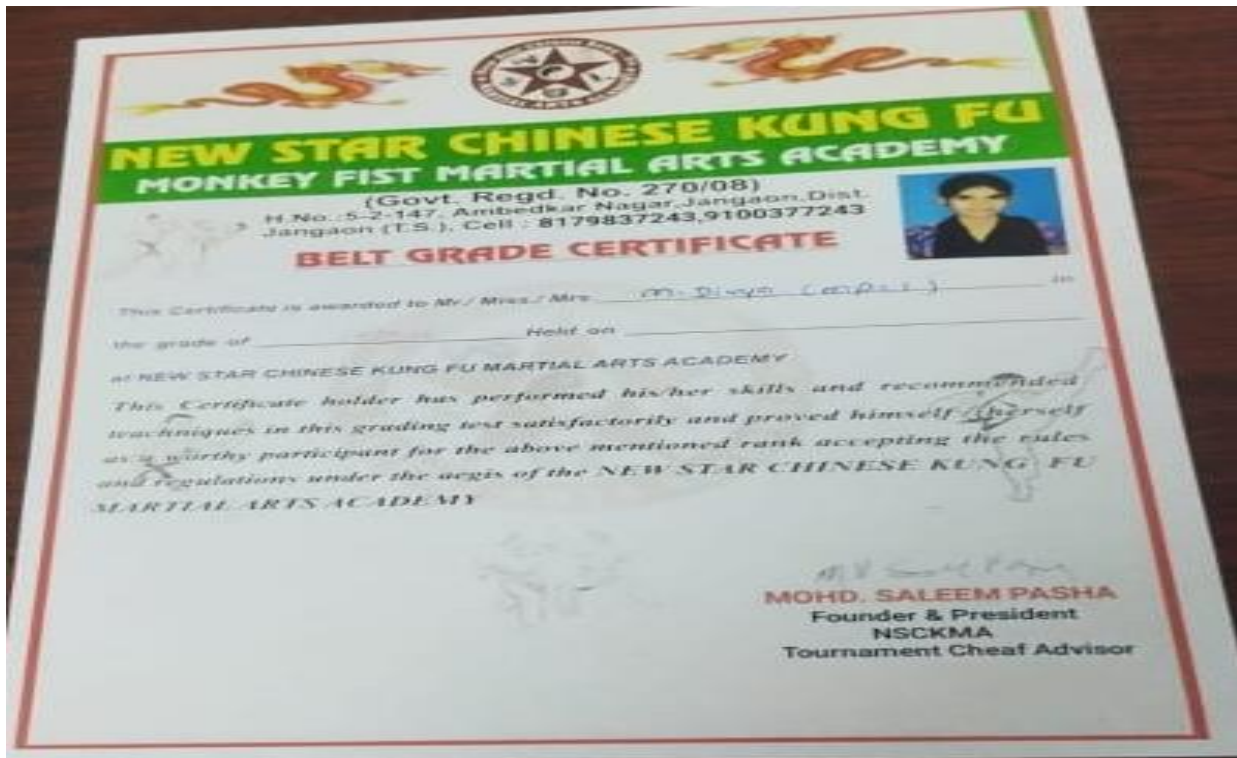 NEW STAR CHINESE KUNG FU
MONKEY FIST MARTIAL ARTS ACADEMY
(Govt. Regd. No. 270/08)
H.No.:5-2-147, Ambedkar Nagar,Jangaon,Dist.
Jangaon (T.S.), Cell : 8179837243,9100377243
BELT GRADE CERTIFICATE
This Certificate is awarded to Mr./ Miss./ Mrs. M. Divya in
the grade of Held on
at NEW STAR CHINESE KUNG FU MARTIAL ARTS ACADEMY
This Certificate holder has performed his/her skills and recommended
teachniques in this grading test satisfactorily and proved himself /herself
as a worthy participant for the above mentioned rank accepting the rules
and regulations under the aegis of the NEW STAR CHINESE KUNG FU
MARTIAL ARTS ACADEMY
MOHD. SALEEM PASHA
Founder & President
NSCKMA
Tournament Cheaf Advisor